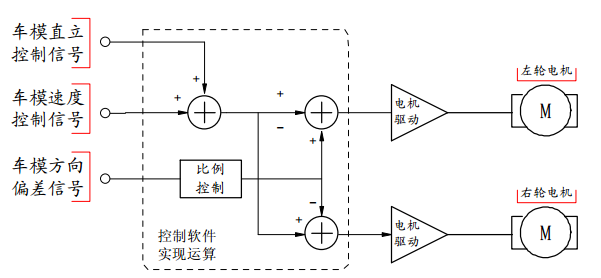 车模直立
控制信号
车模速度
控制信号
车模方向
偏差信号
+
+
+
−
+
−
+
比例
控制
控制软件
实现运算
电机
驱动
电机
驱动
左轮电机
M
右轮电机
M